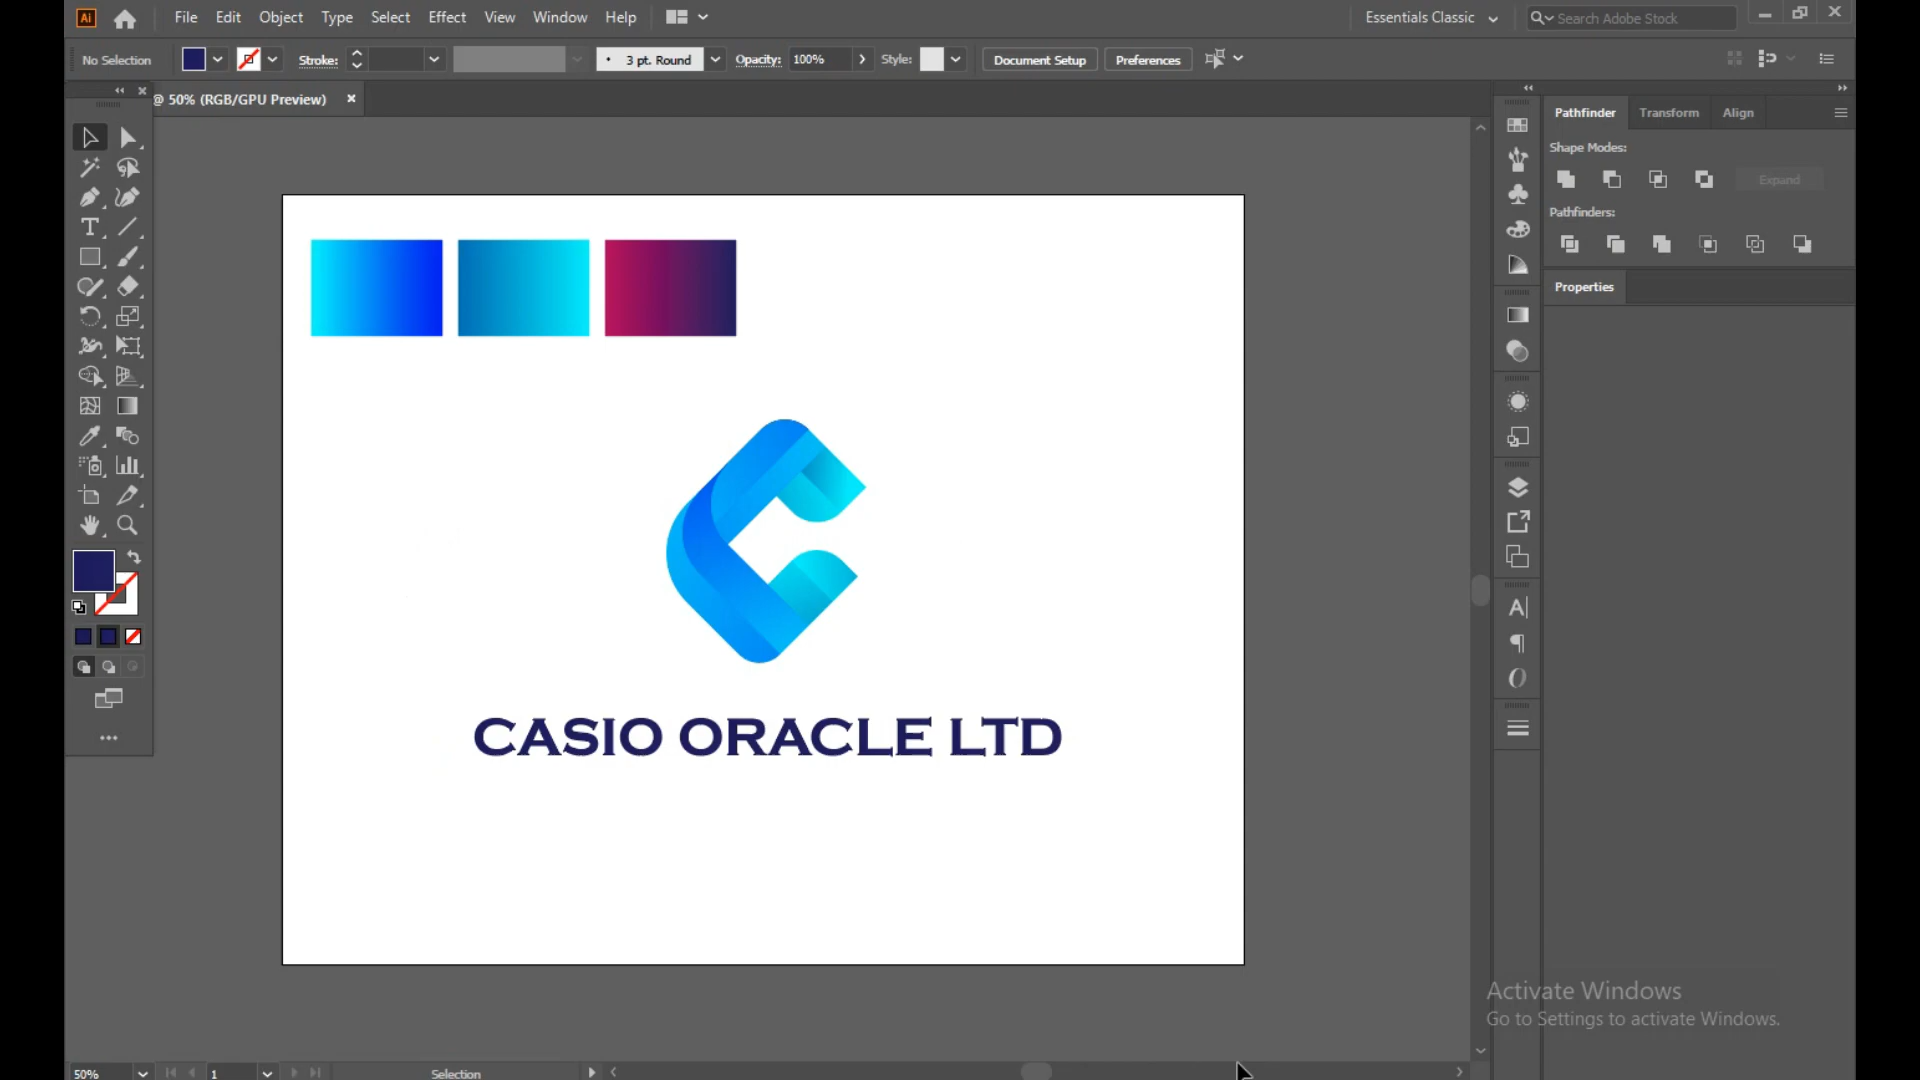 Ai File Edit Object Type Select Effect View Window Help Essentials Classic Search Adobe Stock
No Selection Stroke: 3 pt. Round Opacity: 100% Style: Document Setup Preferences
@ 50% (RGB/GPU Preview)
Pathfinder Transform Align
Shape Modes:
Expand
Pathfinders:
Properties
CASIO ORACLE LTD
Activate Windows
Go to Settings to activate Windows.
50% 1 Selection